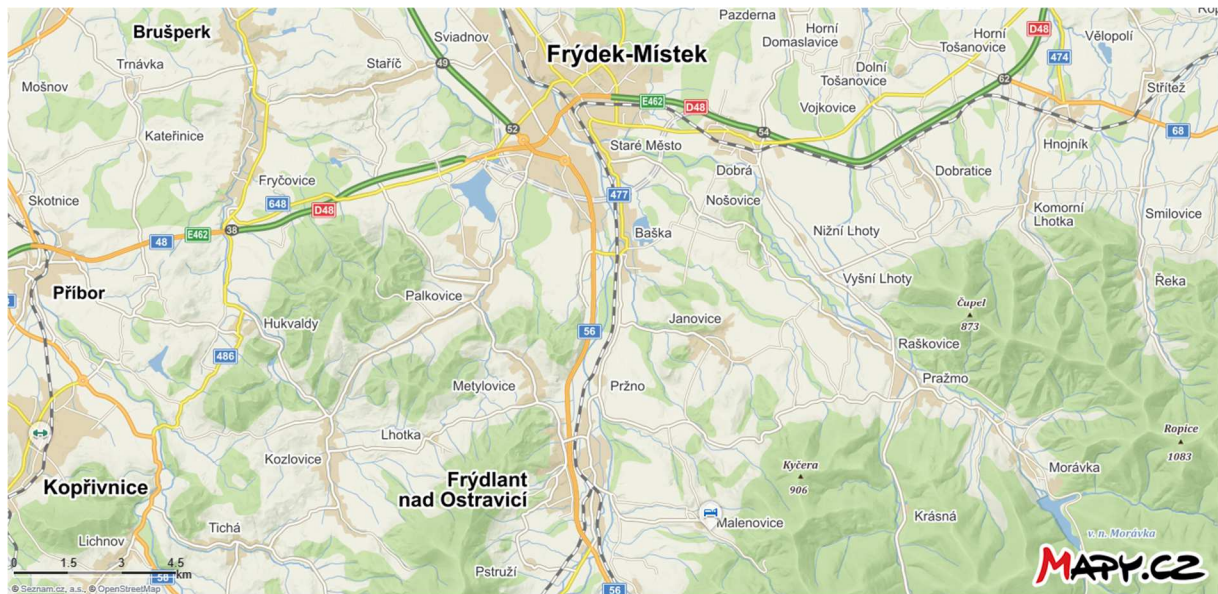 Brušperk
Sviadnov
Frýdek-Místek
Pazderna
Horní
Domaslavice
Horní
Tošanovice
D48
474
Vělopolí
Trnávka
Staříč
49
Dolní
Tošanovice
62
Střítež
Mošnov
E462
D48
Vojkovice
Kateřinice
52
54
68
Staré Město
Hnojník
Dobrá
Dobratice
Fryčovice
477
Skotnice
648
D48
Nošovice
Komorní
Lhotka
Smilovice
48
E462
38
Baška
Nižní Lhoty
Příbor
Palkovice
Vyšní Lhoty
Řeka
Čupel
873
Hukvaldy
56
Janovice
486
Raškovice
Metylovice
Pržno
Pražmo
Lhotka
Ropice
1083
Kozlovice
Kyčera
906
Morávka
Kopřivnice
Frýdlant
nad Ostravicí
Malenovice
Krásná
Tichá
v. n. Morávka
Lichnov
0 1.5 3 4.5
km
58
Pstruží
56
© Seznam.cz, a.s., © OpenStreetMap
MAPY.CZ